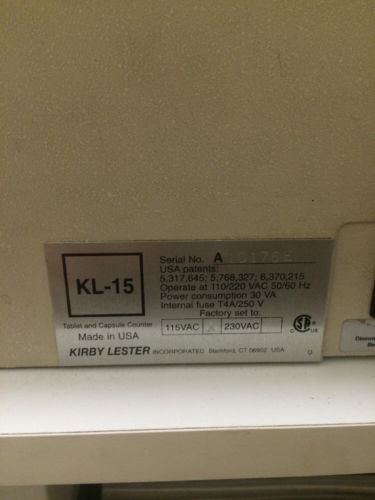 KL-15
Tablet and Capsule Counter
Made in USA
Serial No. A
USA patents:
5,317,645; 5,768,327; 6,370,215
Operate at 110/220 VAC 50/60 Hz
Power consumption 30 VA
Internal fuse T4A/250 V
Factory set to:
115VAC X 230VAC
C US
KIRBY LESTER INCORPORATED Stamford, CT 06902 USA